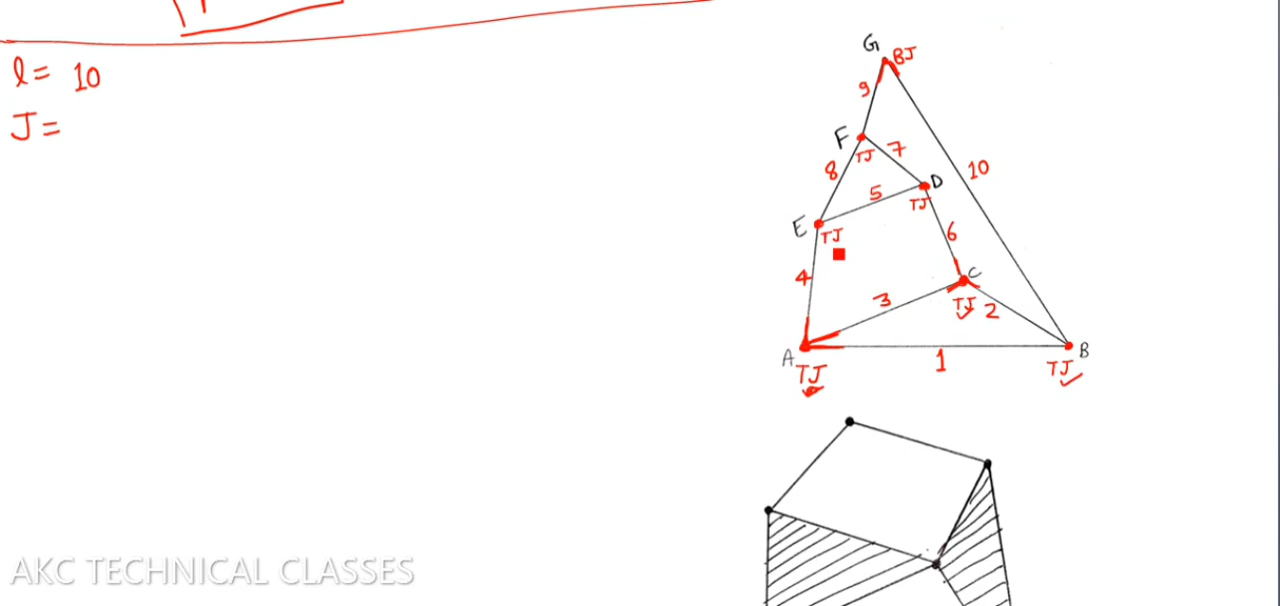 l = 10
J =
G BJ
9
F TJ 7
8 10
5 D
TJ
E TJ
6
4 C
3 TJ 2
A B
1
TJ TJ
AKC TECHNICAL CLASSES